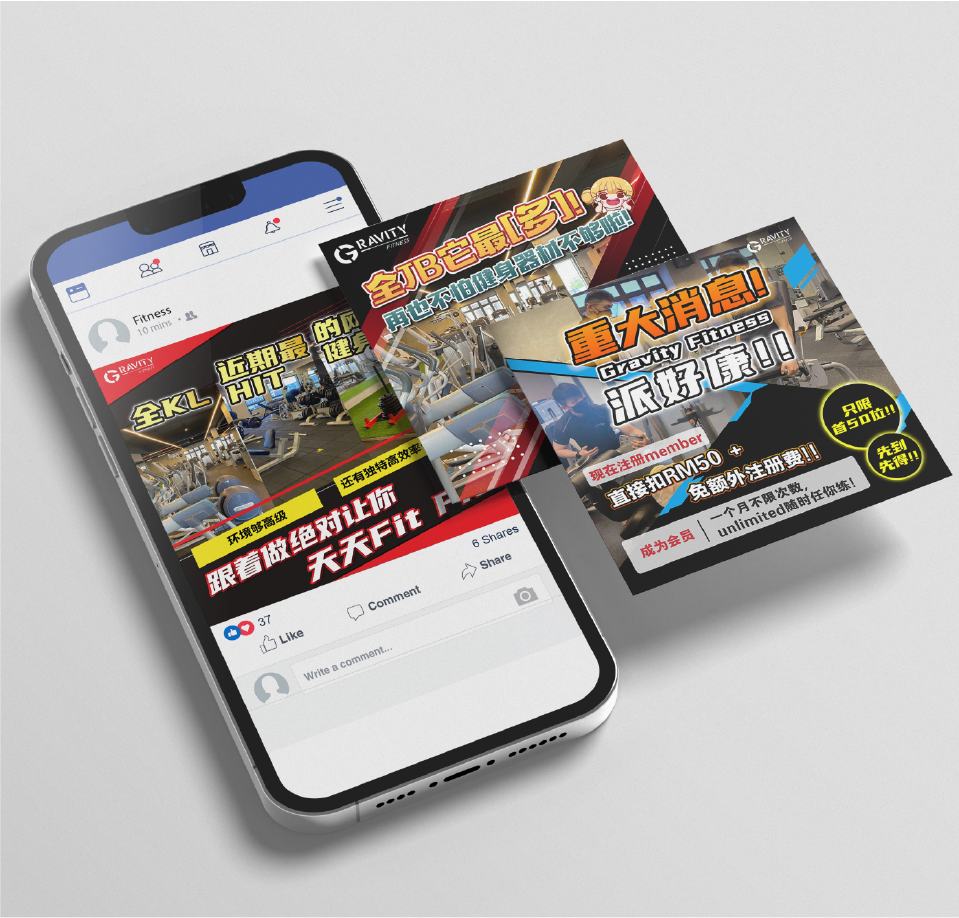 Fitness
10 mins
GRAVITY
近期最 的
全KL HIT 健身
环境够高级
还有独特高效率
跟着做绝对让你
天天Fit F
37
6 Shares
Like
Comment
Share
Write a comment...
GRAVITY
FITNESS
全JB它最[多]!
再也不怕健身器材不够啦!
GRAVITY
重大消息!
Gravity Fitness
派好康!!
只限
首50位!!
先到
先得!!
现在注册member
直接扣RM50 +
免额外注册费!!
成为会员
一个月不限次数,
unlimited随时任你练!